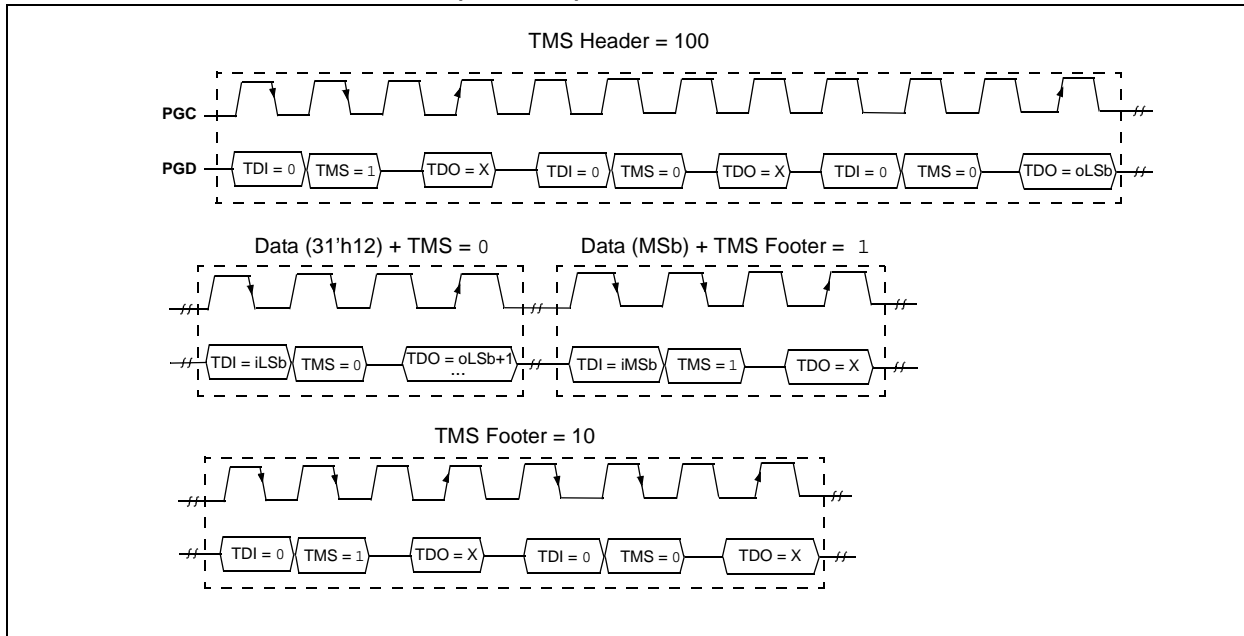 TMS Header = 100
PGC
PGD
TDI = 0 TMS = 1 TDO = X TDI = 0 TMS = 0 TDO = X TDI = 0 TMS = 0 TDO = oLSb
Data (31'h12) + TMS = 0
Data (MSb) + TMS Footer = 1
TDI = iLSb TMS = 0 TDO = oLSb+1
...
TDI = iMSb TMS = 1 TDO = X
TMS Footer = 10
TDI = 0 TMS = 1 TDO = X TDI = 0 TMS = 0 TDO = X